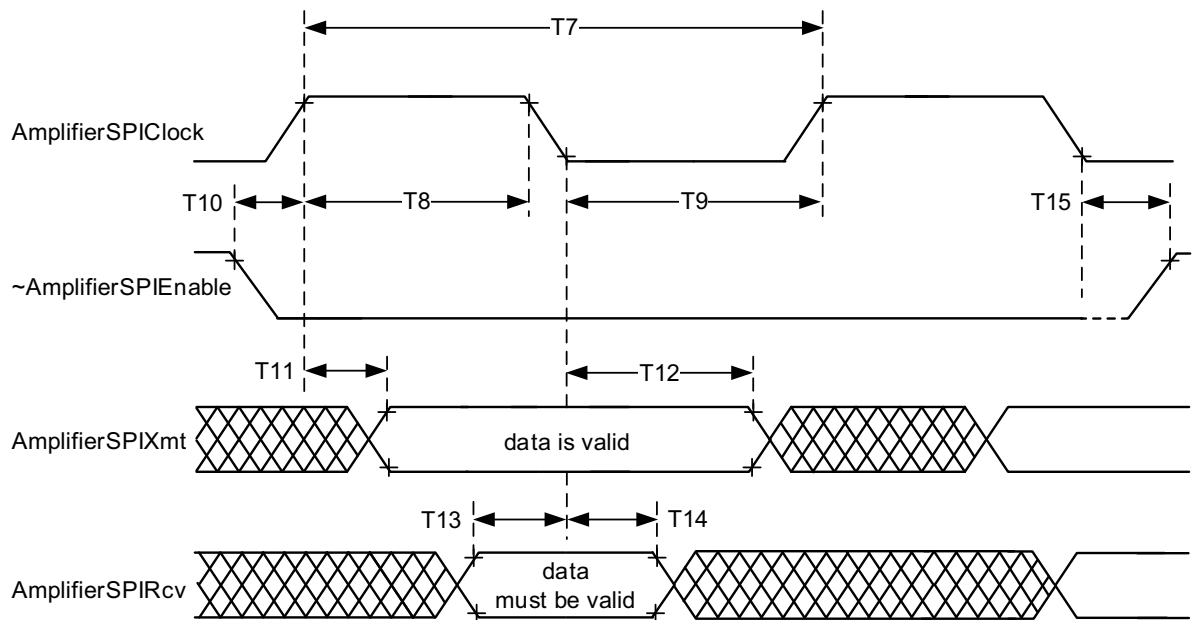 T7
AmplifierSPIClock
T10
T8
T9
T15
~AmplifierSPIEnable
T11
T12
AmplifierSPIXmt
data is valid
T13
T14
AmplifierSPIRcv
data
must be valid